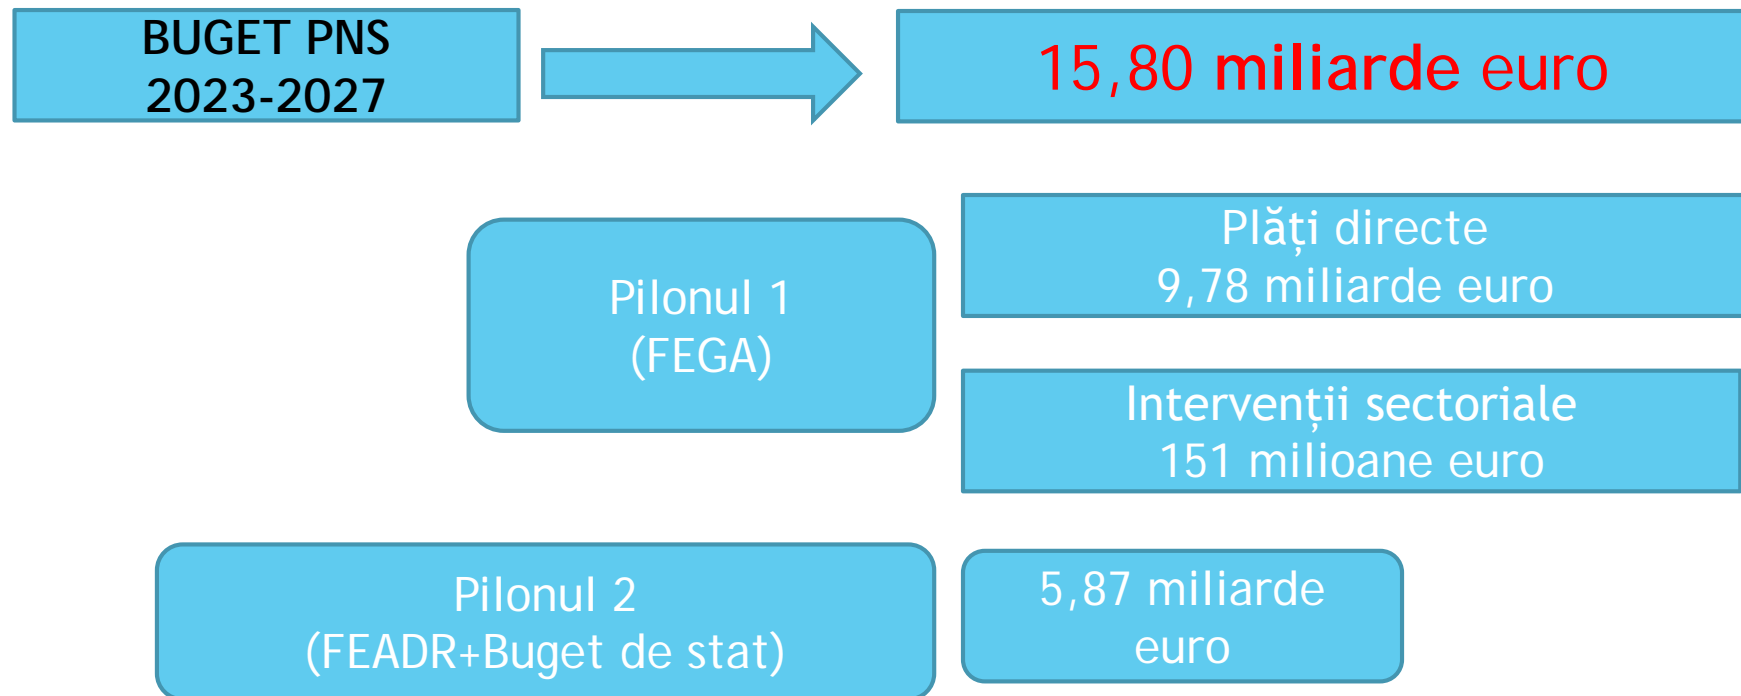 BUGET PNS
2023-2027
15,80 miliarde euro
Pilonul 1
(FEGA)
Plăți directe
9,78 miliarde euro
Intervenții sectoriale
151 milioane euro
Pilonul 2
(FEADR+Buget de stat)
5,87 miliarde
euro